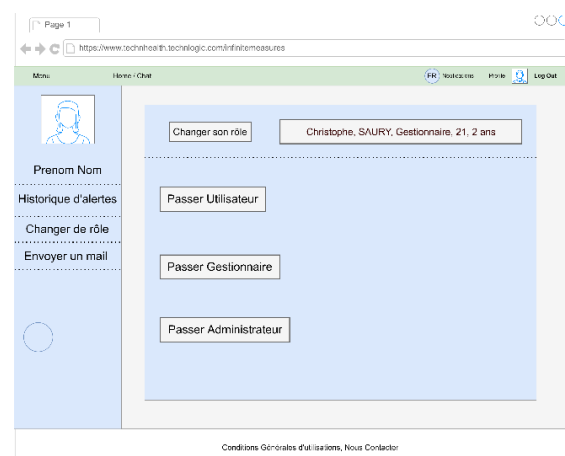 Page 1
https://www.technhealth.technlogic.com/infinitemeasures
Menu Home / Chat FR Notifications Profile Log Out
Changer son rôle Christophe, SAURY, Gestionnaire, 21, 2 ans
Prenom Nom
Historique d'alertes
Changer de rôle
Envoyer un mail
Passer Utilisateur
Passer Gestionnaire
Passer Administrateur
Conditions Générales d'utilisations, Nous Contacter